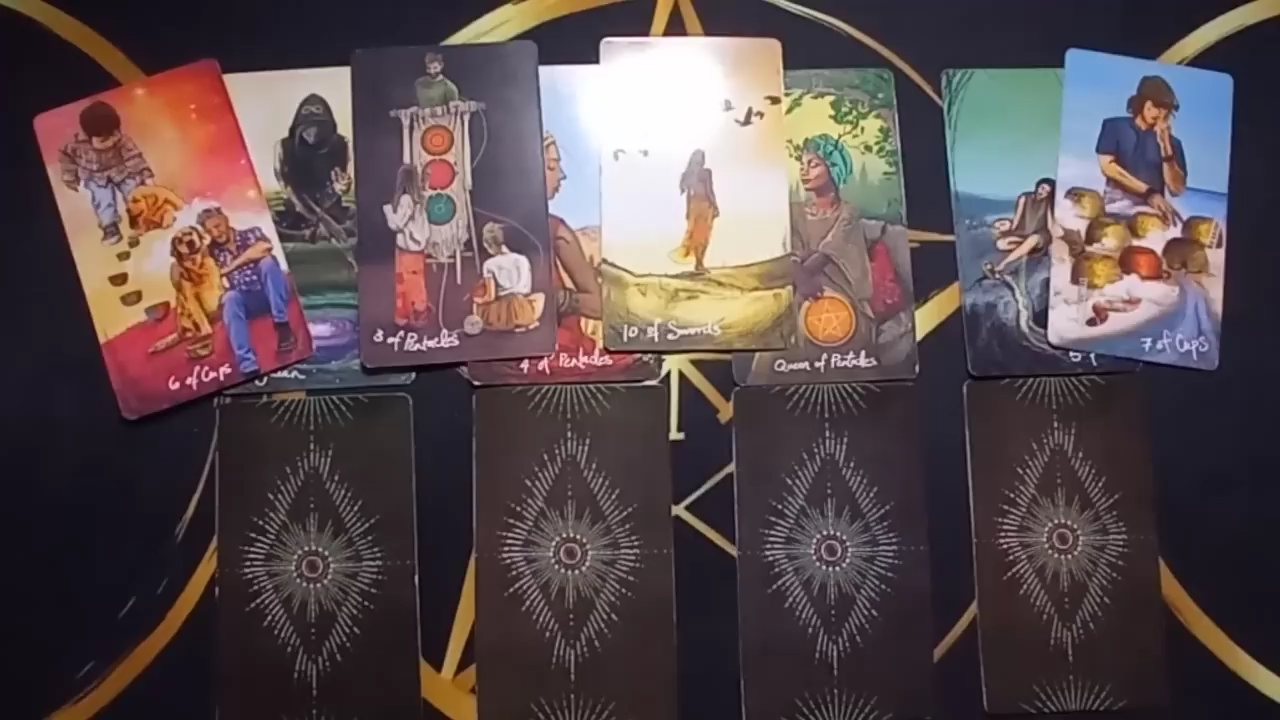 6 of Cups
3 of Pentacles
4 of Pentacles
10 of Swords
Queen of Pentacles
7 of Cups